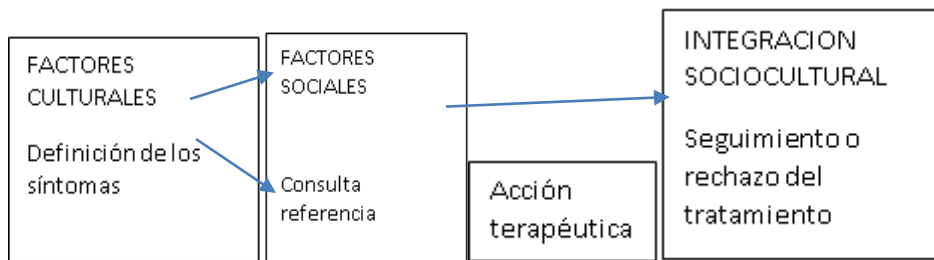 FACTORES
CULTURALES
Definición de los
síntomas
FACTORES
SOCIALES
Consulta
referencia
Acción
terapéutica
INTEGRACION
SOCIOCULTURAL
Seguimiento o
rechazo del
tratamiento